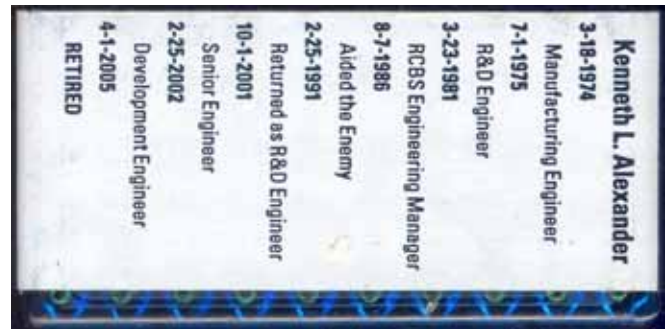 Kenneth L. Alexander
3-18-1974
Manufacturing Engineer
7-1-1975
R&D Engineer
3-23-1981
RCBS Engineering Manager
8-7-1986
Aided the Enemy
2-25-1991
Returned as R&D Engineer
10-1-2001
Senior Engineer
2-25-2002
Development Engineer
4-1-2005
RETIRED